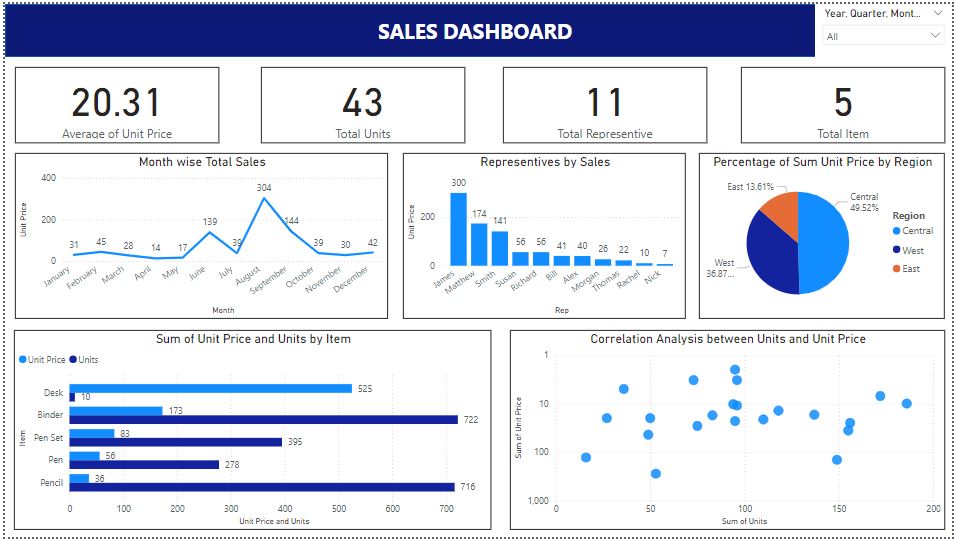 SALES DASHBOARD
Year, Quarter, Mont...
All
20.31
Average of Unit Price
43
Total Units
11
Total Representive
5
Total Item
Month wise Total Sales
Unit Price
400
200
0
31
45
28
14
17
139
39
304
144
39
30
42
January
February
March
April
May
June
July
August
September
October
November
December
Month
Representives by Sales
Unit Price
200
0
300
174
141
56
56
41
40
26
22
10
7
James
Matthew
Smith
Susan
Richard
Bill
Alex
Morgan
Thomas
Rachel
Nick
Rep
Percentage of Sum Unit Price by Region
East 13.61%
Central
49.52%
West
36.87...
Region
Central
West
East
Sum of Unit Price and Units by Item
Unit Price
Units
Item
Desk
525
10
Binder
173
722
Pen Set
83
395
Pen
56
278
Pencil
36
716
0
100
200
300
400
500
600
700
Unit Price and Units
Correlation Analysis between Units and Unit Price
Sum of Unit Price
1
10
100
1,000
0
50
100
150
200
Sum of Units